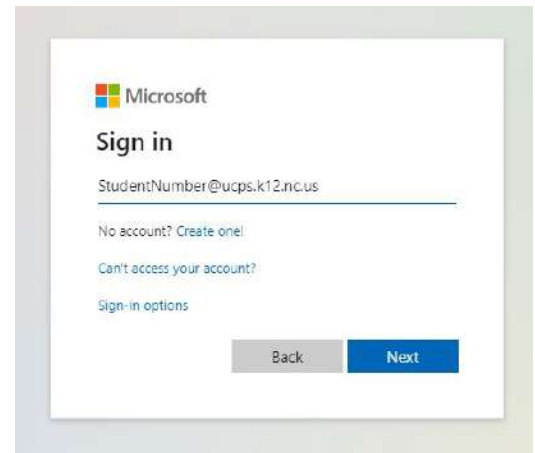 Microsoft
Sign in
StudentNumber@ucps.k12.nc.us
No account? Create one!
Can't access your account?
Sign-in options
Back Next